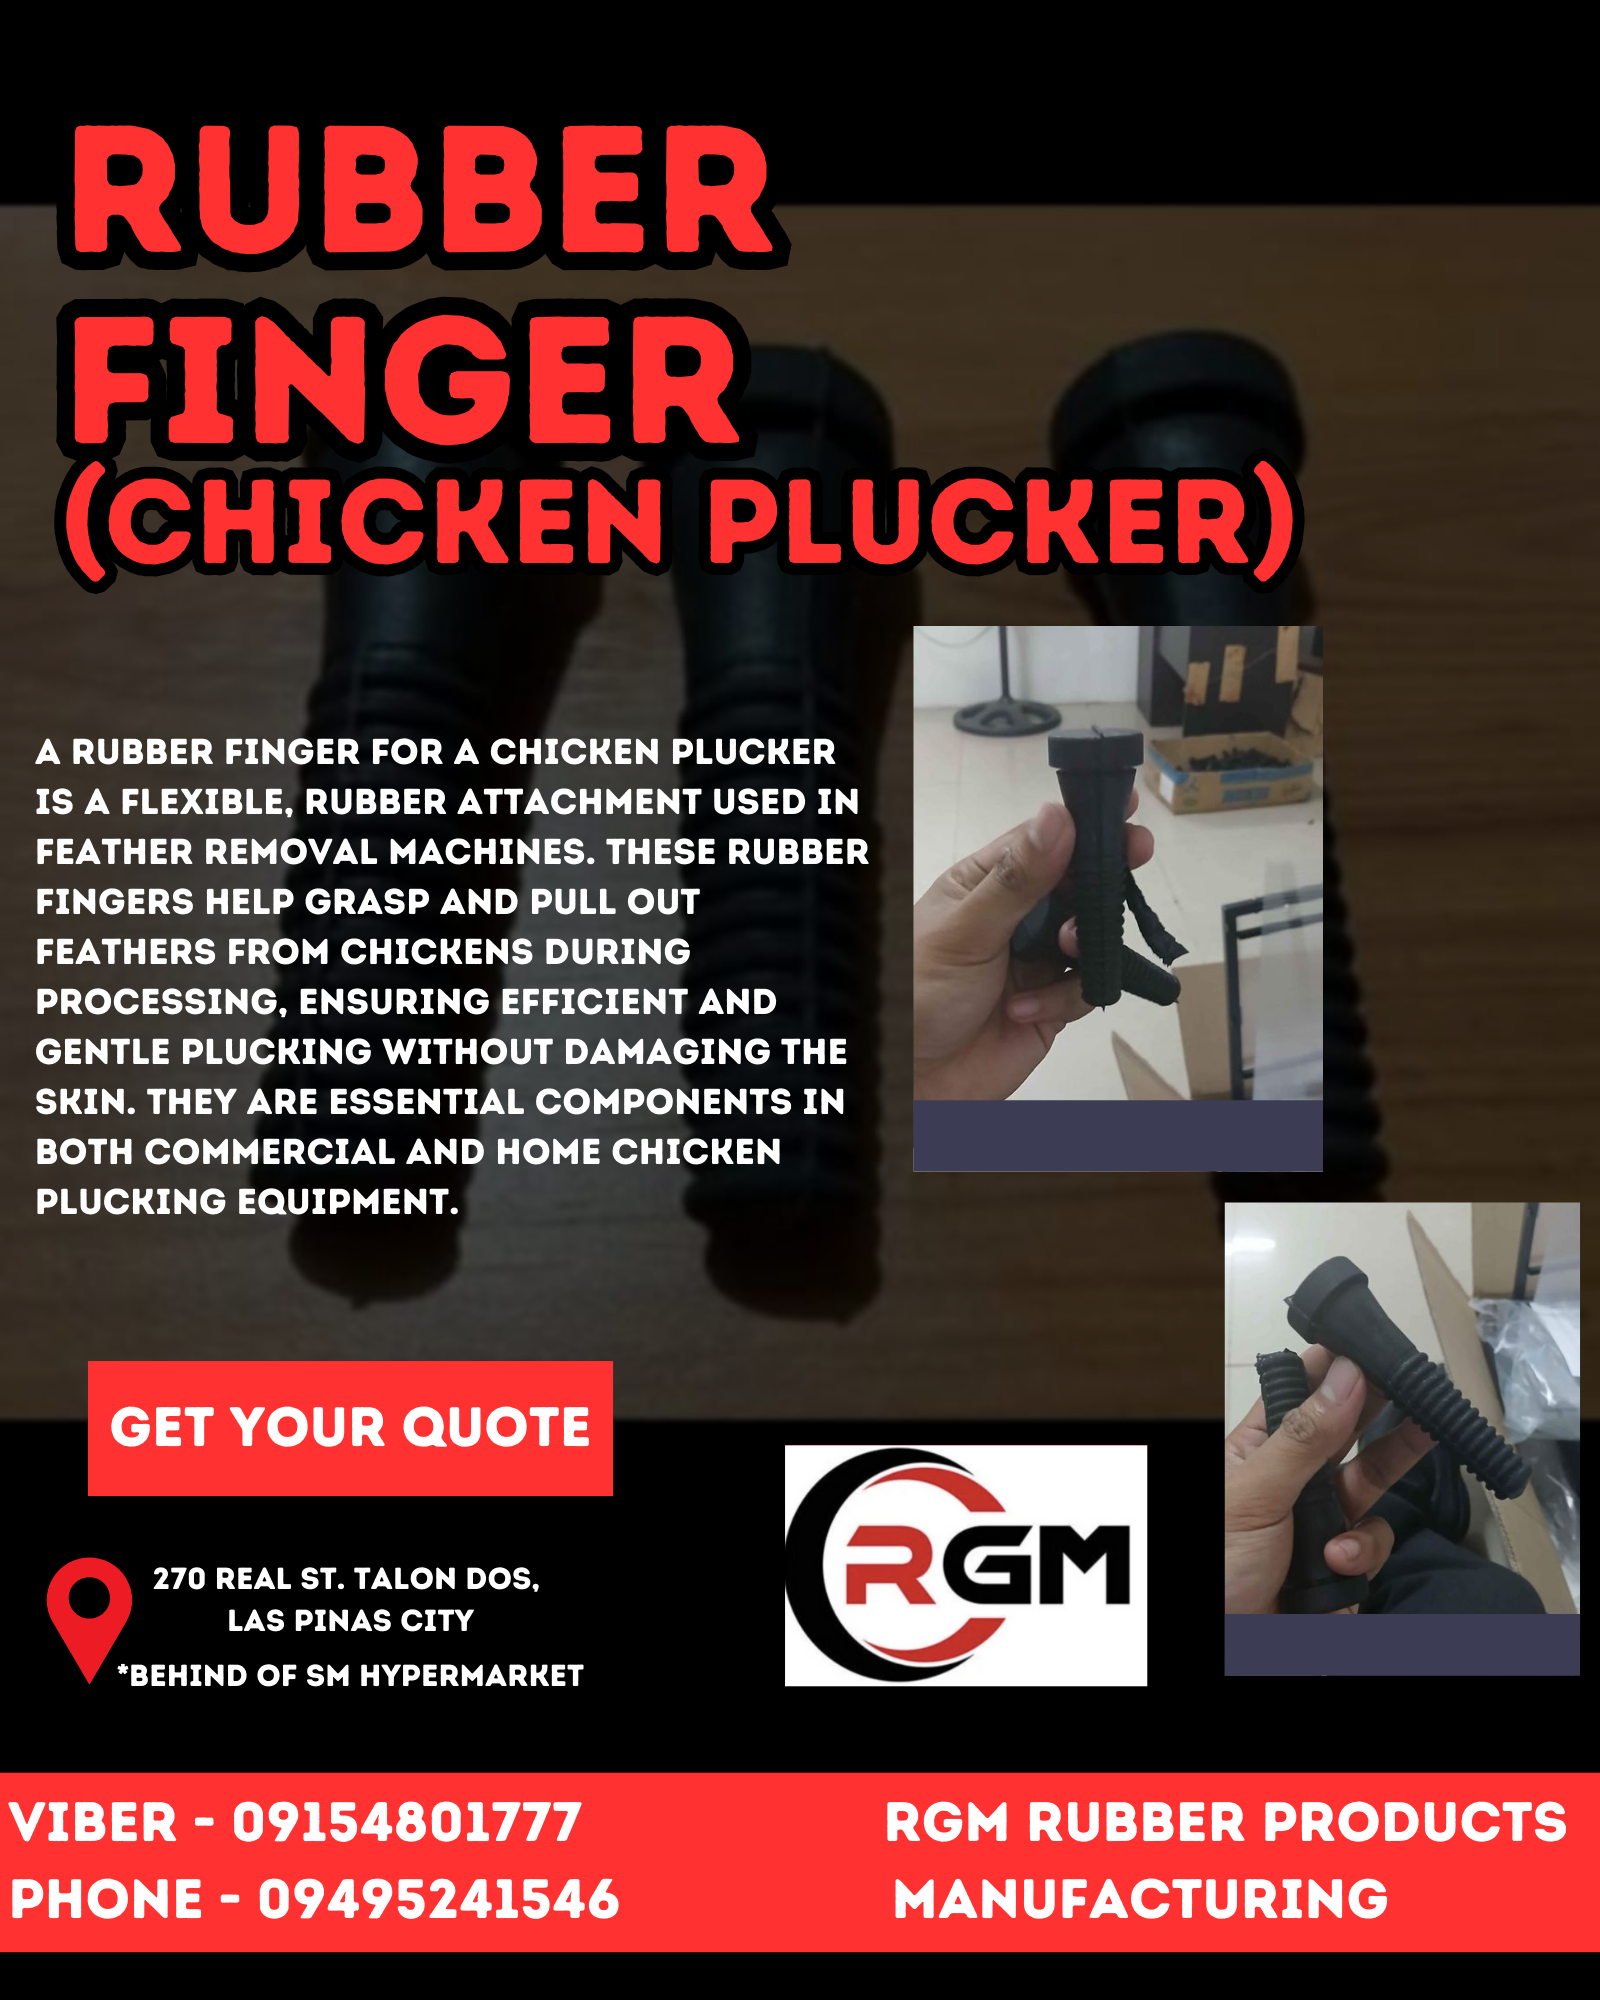 RUBBER
FINGER
(CHICKEN PLUCKER)
A RUBBER FINGER FOR A CHICKEN PLUCKER
IS A FLEXIBLE, RUBBER ATTACHMENT USED IN
FEATHER REMOVAL MACHINES. THESE RUBBER
FINGERS HELP GRASP AND PULL OUT
FEATHERS FROM CHICKENS DURING
PROCESSING, ENSURING EFFICIENT AND
GENTLE PLUCKING WITHOUT DAMAGING THE
SKIN. THEY ARE ESSENTIAL COMPONENTS IN
BOTH COMMERCIAL AND HOME CHICKEN
PLUCKING EQUIPMENT.
GET YOUR QUOTE
270 REAL ST. TALON DOS,
LAS PINAS CITY
*BEHIND OF SM HYPERMARKET
RGM
VIBER - 09154801777
PHONE - 09495241546
RGM RUBBER PRODUCTS
MANUFACTURING